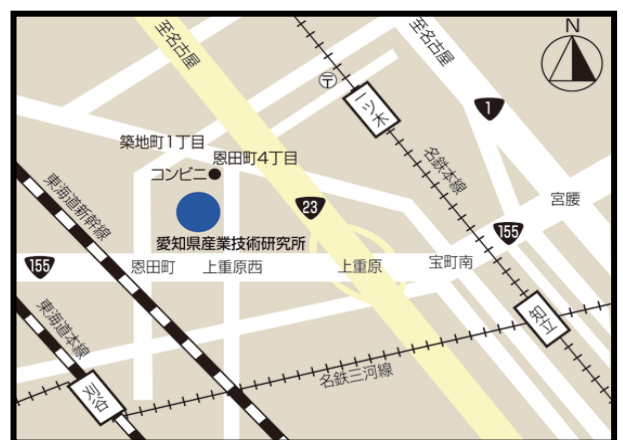 N
至名古屋
至名古屋
〒
一ツ木
1
築地町1丁目
恩田町4丁目
コンビニ
名鉄本線
東海道新幹線
23
宮腰
155
愛知県産業技術研究所
155
恩田町
上重原西
上重原
宝町南
東海道本線
知立
名鉄三河線
刈谷